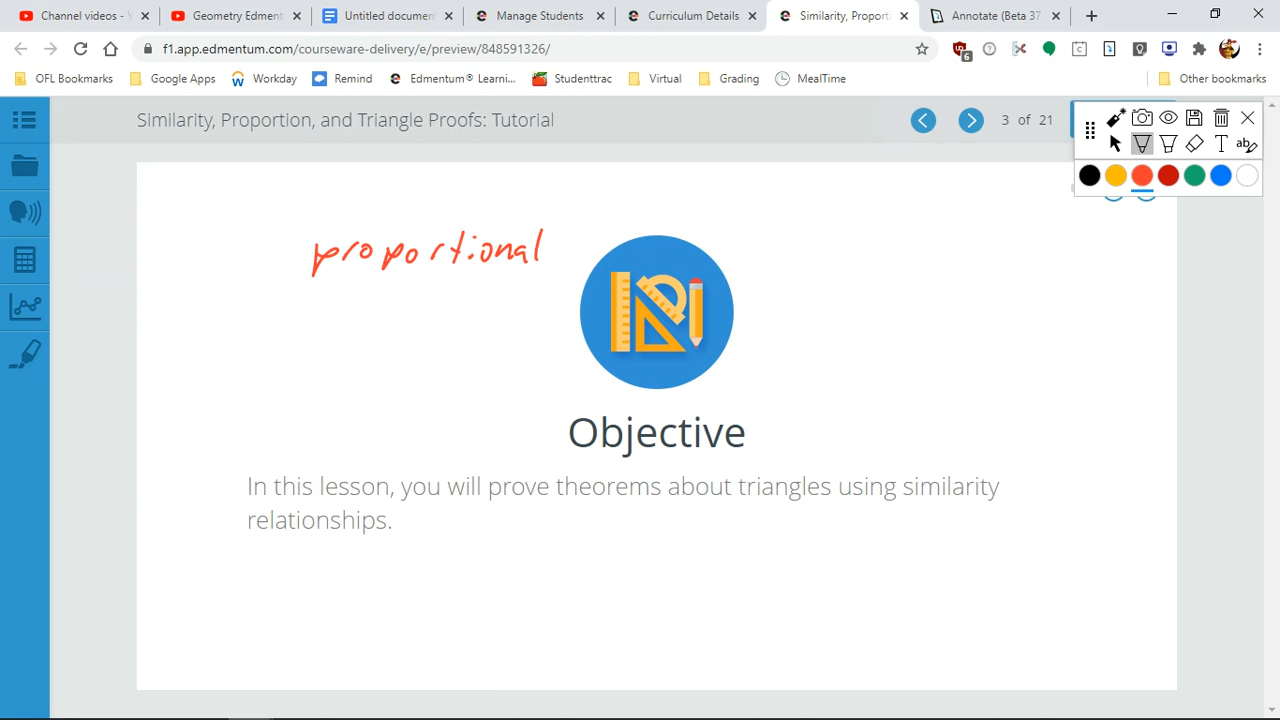 Channel videos - Y
Geometry Edment
Untitled document
Manage Students
Curriculum Details
Similarity, Proport
Annotate (Beta 37
f1.app.edmentum.com/courseware-delivery/e/preview/848591326/
6
OFL Bookmarks
Google Apps
Workday
Remind
Edmentum® Learni...
Studenttrac
Virtual
Grading
MealTime
Other bookmarks
Similarity, Proportion, and Triangle Proofs: Tutorial
3 of 21
T
ab
proportional
Objective
In this lesson, you will prove theorems about triangles using similarity
relationships.